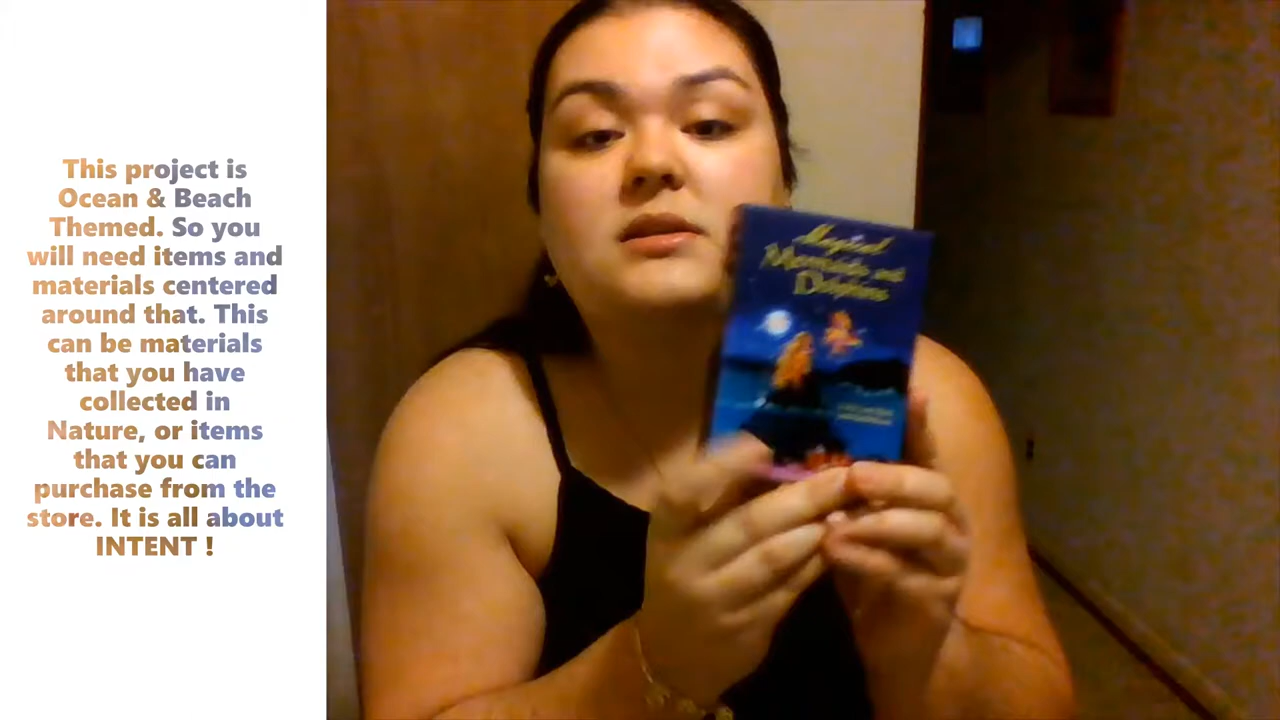 This project is
Ocean & Beach
Themed. So you
will need items and
materials centered
around that. This
can be materials
that you have
collected in
Nature, or items
that you can
purchase from the
store. It is all about
INTENT !
Magical
Mermaids and
Dolphins